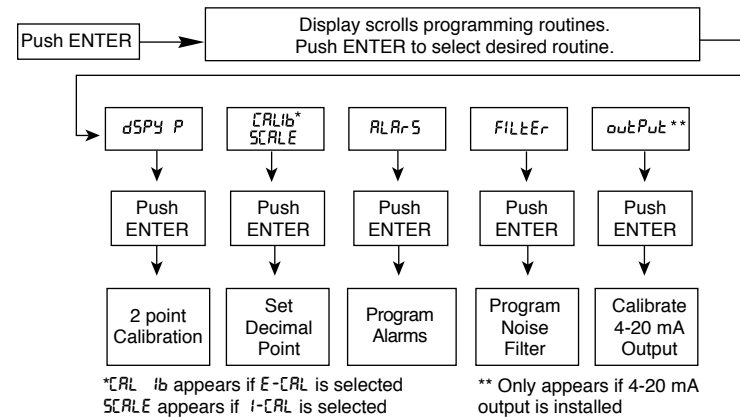 Push ENTER
Display scrolls programming routines.
Push ENTER to select desired routine.
dSPY P
CALIb*
SCALE
ALArS
FILtEr
outPut**
Push
ENTER
Push
ENTER
Push
ENTER
Push
ENTER
Push
ENTER
2 point
Calibration
Set
Decimal
Point
Program
Alarms
Program
Noise
Filter
Calibrate
4-20 mA
Output
*CAL Ib appears if E-CAL is selected
SCALE appears if I-CAL is selected
** Only appears if 4-20 mA
output is installed